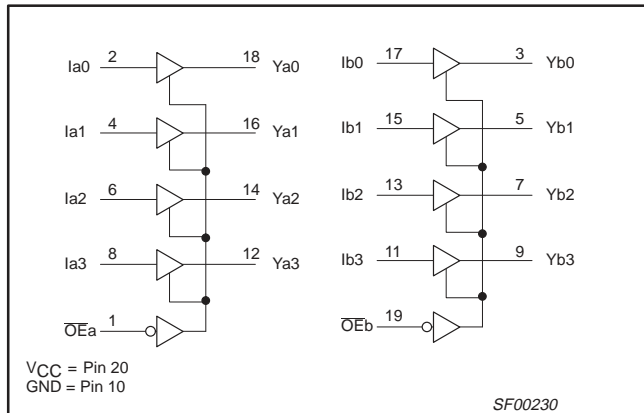 Ia0 2 18 Ya0
Ia1 4 16 Ya1
Ia2 6 14 Ya2
Ia3 8 12 Ya3
OEa 1
Ib0 17 3 Yb0
Ib1 15 5 Yb1
Ib2 13 7 Yb2
Ib3 11 9 Yb3
OEb 19
VCC = Pin 20
GND = Pin 10
SF00230